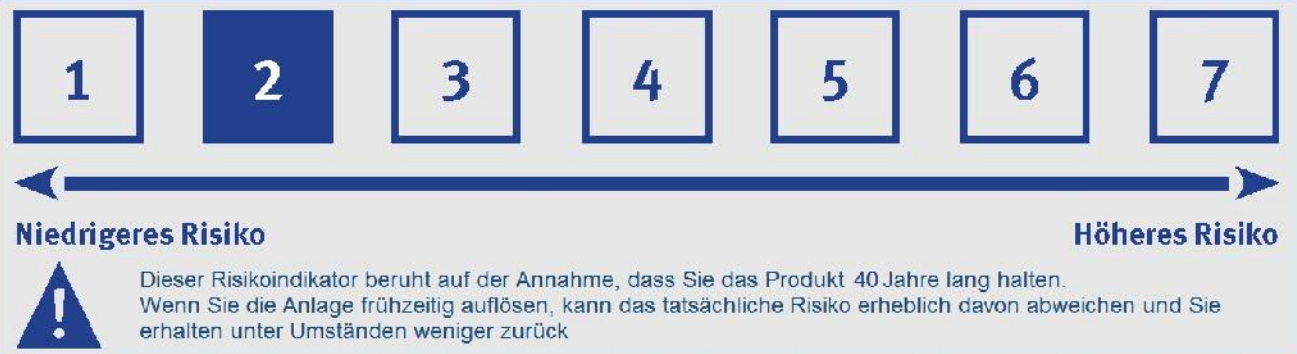 1 2 3 4 5 6 7
Niedrigeres Risiko Höheres Risiko
Dieser Risikoindikator beruht auf der Annahme, dass Sie das Produkt 40 Jahre lang halten.
Wenn Sie die Anlage frühzeitig auflösen, kann das tatsächliche Risiko erheblich davon abweichen und Sie
erhalten unter Umständen weniger zurück